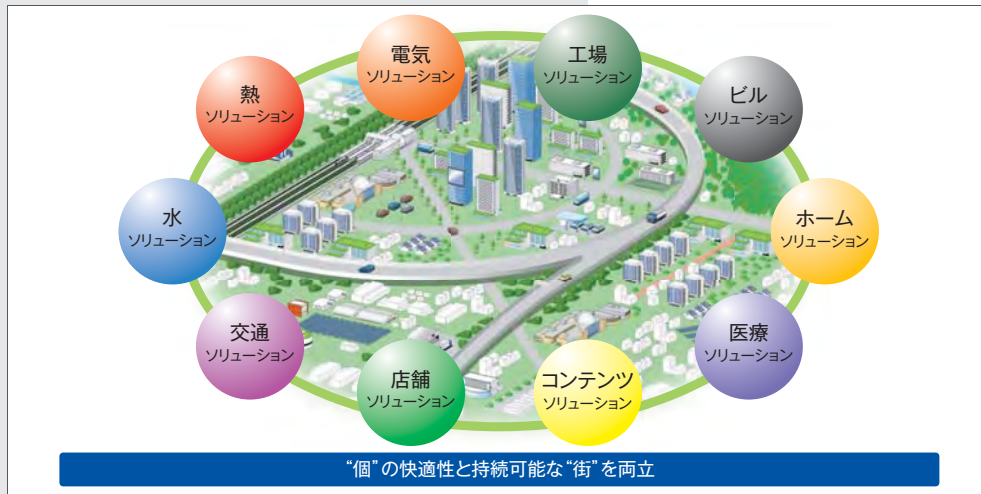 電気
ソリューション
工場
ソリューション
熱
ソリューション
ビル
ソリューション
水
ソリューション
ホーム
ソリューション
交通
ソリューション
医療
ソリューション
店舗
ソリューション
コンテンツ
ソリューション
“個”の快適性と持続可能な“街”を両立